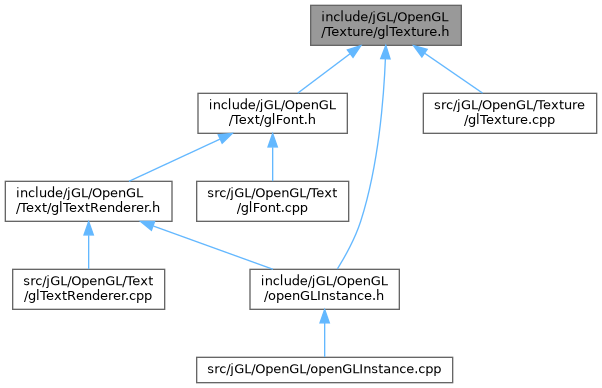 include/jGL/OpenGL
/Texture/glTexture.h
include/jGL/OpenGL
/Text/glFont.h
src/jGL/OpenGL/Texture
/glTexture.cpp
include/jGL/OpenGL
/Text/glTextRenderer.h
src/jGL/OpenGL/Text
/glFont.cpp
src/jGL/OpenGL/Text
/glTextRenderer.cpp
include/jGL/OpenGL
/openGLInstance.h
src/jGL/OpenGL/openGLInstance.cpp